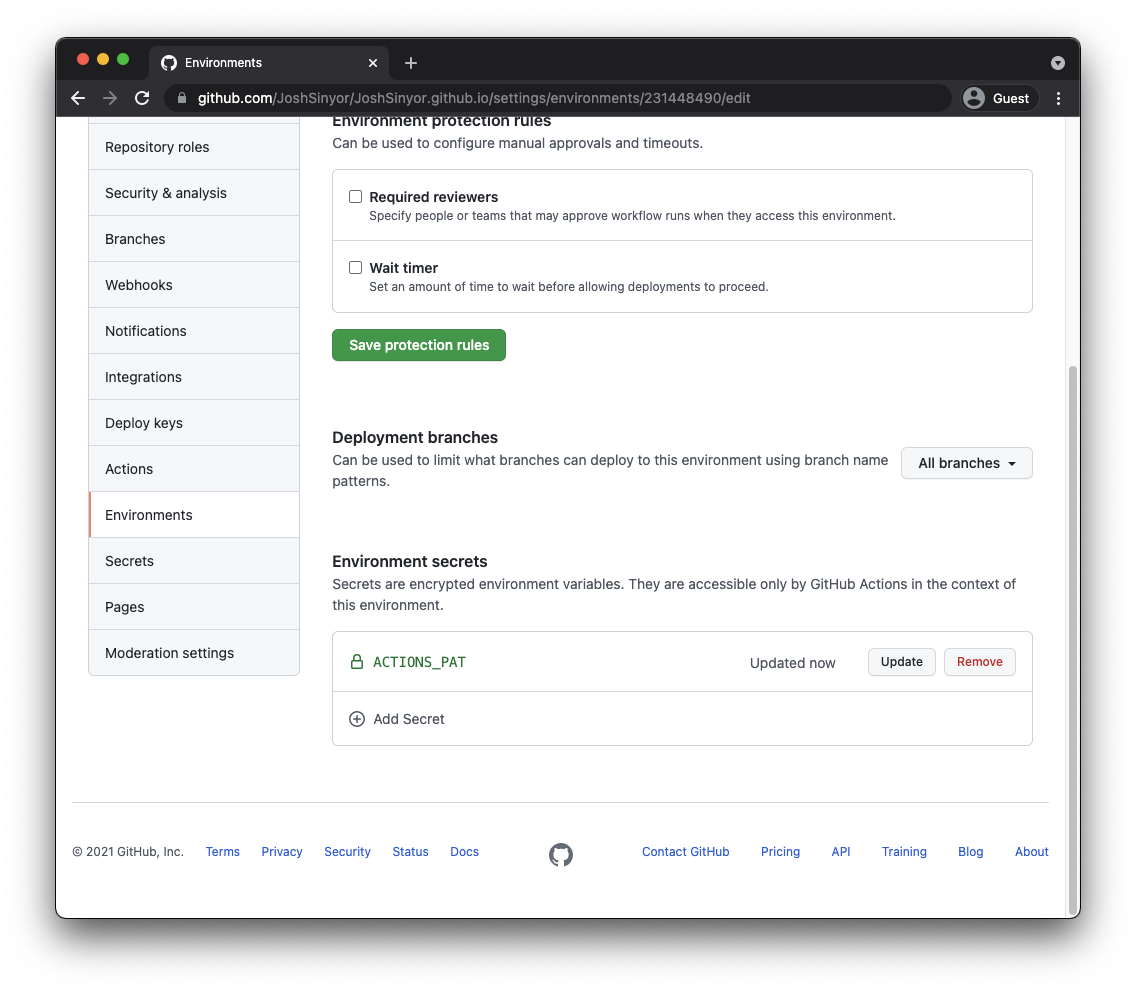 Environments
github.com/JoshSinyor/JoshSinyor.github.io/settings/environments/231448490/edit
Guest
Repository roles
Security & analysis
Branches
Webhooks
Notifications
Integrations
Deploy keys
Actions
Environments
Secrets
Pages
Moderation settings
Environment protection rules
Can be used to configure manual approvals and timeouts.
Required reviewers
Specify people or teams that may approve workflow runs when they access this environment.
Wait timer
Set an amount of time to wait before allowing deployments to proceed.
Save protection rules
Deployment branches
Can be used to limit what branches can deploy to this environment using branch name
patterns.
All branches
Environment secrets
Secrets are encrypted environment variables. They are accessible only by GitHub Actions in the context of
this environment.
ACTIONS_PAT
Updated now
Update
Remove
Add Secret
© 2021 GitHub, Inc.
Terms
Privacy
Security
Status
Docs
Contact GitHub
Pricing
API
Training
Blog
About